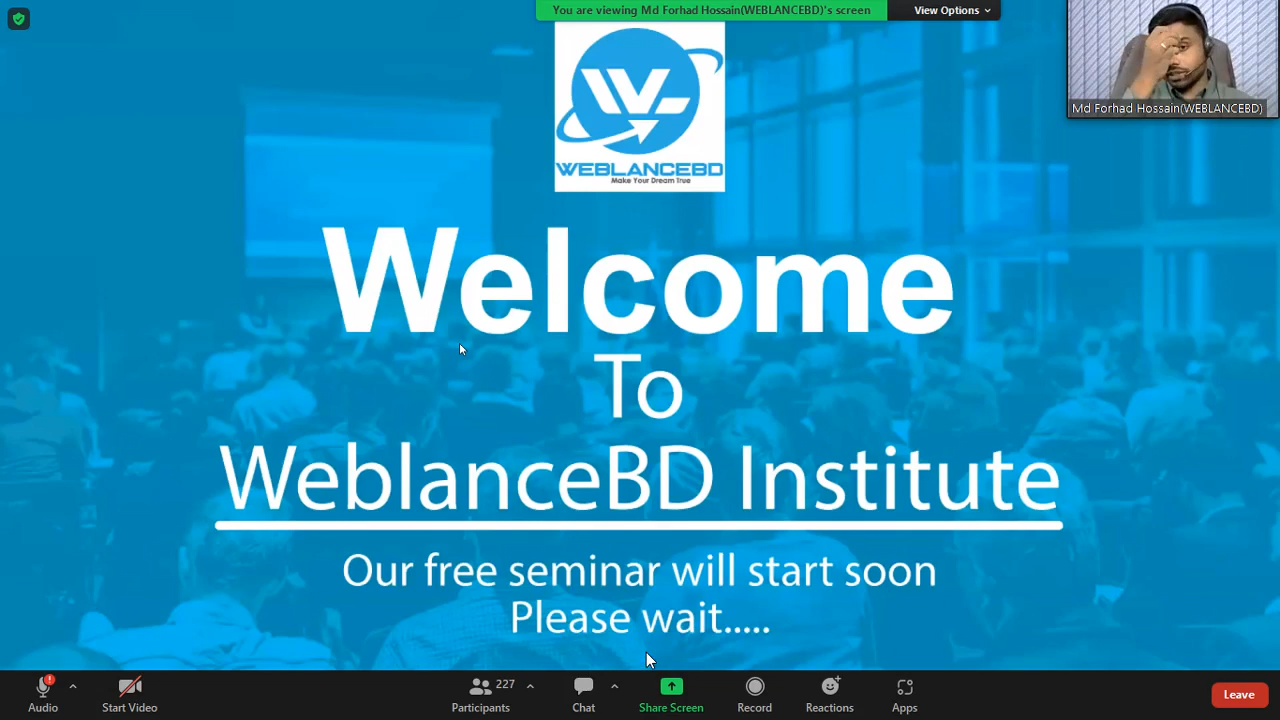 You are viewing Md Forhad Hossain(WEBLANCEBD)'s screen
View Options
Md Forhad Hossain(WEBLANCEBD)
WEBLANCEBD
Make Your Dream True
Welcome
To
WeblanceBD Institute
Our free seminar will start soon
Please wait.....
Audio
Start Video
227
Participants
Chat
Share Screen
Record
Reactions
Apps
Leave